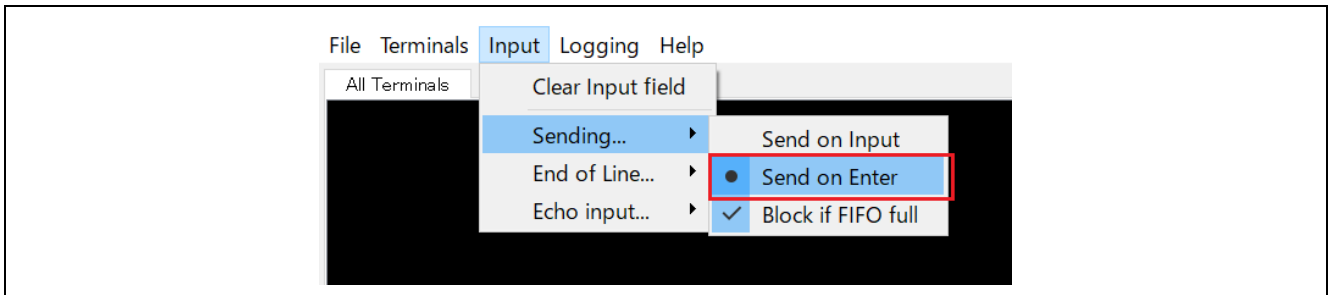 File Terminals Input Logging Help
All Terminals
Clear Input field
Sending...
Send on Input
End of Line...
Send on Enter
Echo input...
Block if FIFO full